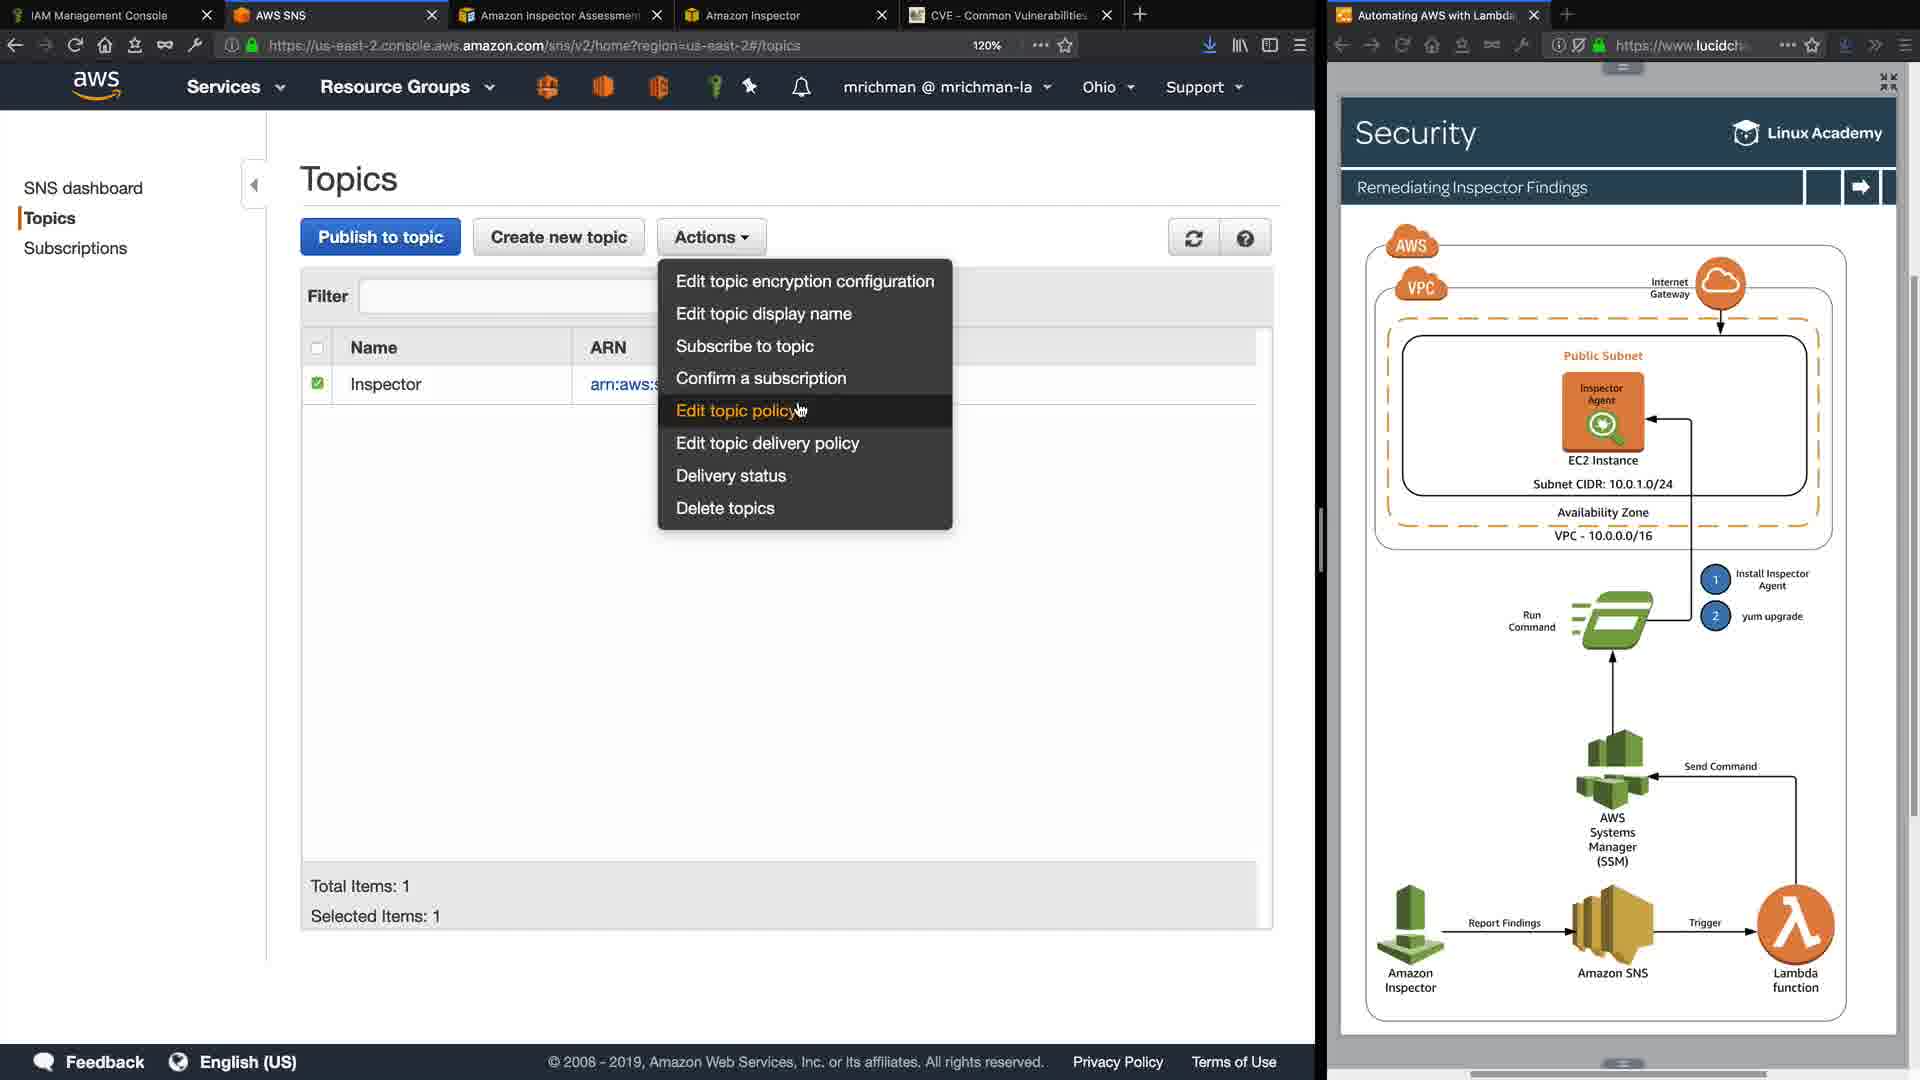 IAM Management Console
AWS SNS
Amazon Inspector Assessment
Amazon Inspector
CVE - Common Vulnerabilities
Automating AWS with Lambda
https://us-east-2.console.aws.amazon.com/sns/v2/home?region=us-east-2#/topics
120%
https://www.lucidch
aws
Services
Resource Groups
mrichman @ mrichman-la
Ohio
Support
SNS dashboard
Topics
Subscriptions
Topics
Publish to topic
Create new topic
Actions
Filter
Name
ARN
Inspector
arn:aws:s
Edit topic encryption configuration
Edit topic display name
Subscribe to topic
Confirm a subscription
Edit topic policy
Edit topic delivery policy
Delivery status
Delete topics
Total Items: 1
Selected Items: 1
Feedback
English (US)
© 2008 - 2019, Amazon Web Services, Inc. or its affiliates. All rights reserved.
Privacy Policy
Terms of Use
Security
Linux Academy
Remediating Inspector Findings
AWS
VPC
Internet
Gateway
Public Subnet
Inspector
Agent
EC2 Instance
Subnet CIDR: 10.0.1.0/24
Availability Zone
VPC - 10.0.0.0/16
1
Install Inspector
Agent
2
yum upgrade
Run
Command
Send Command
AWS
Systems
Manager
(SSM)
Report Findings
Trigger
Amazon
Inspector
Amazon SNS
Lambda
function